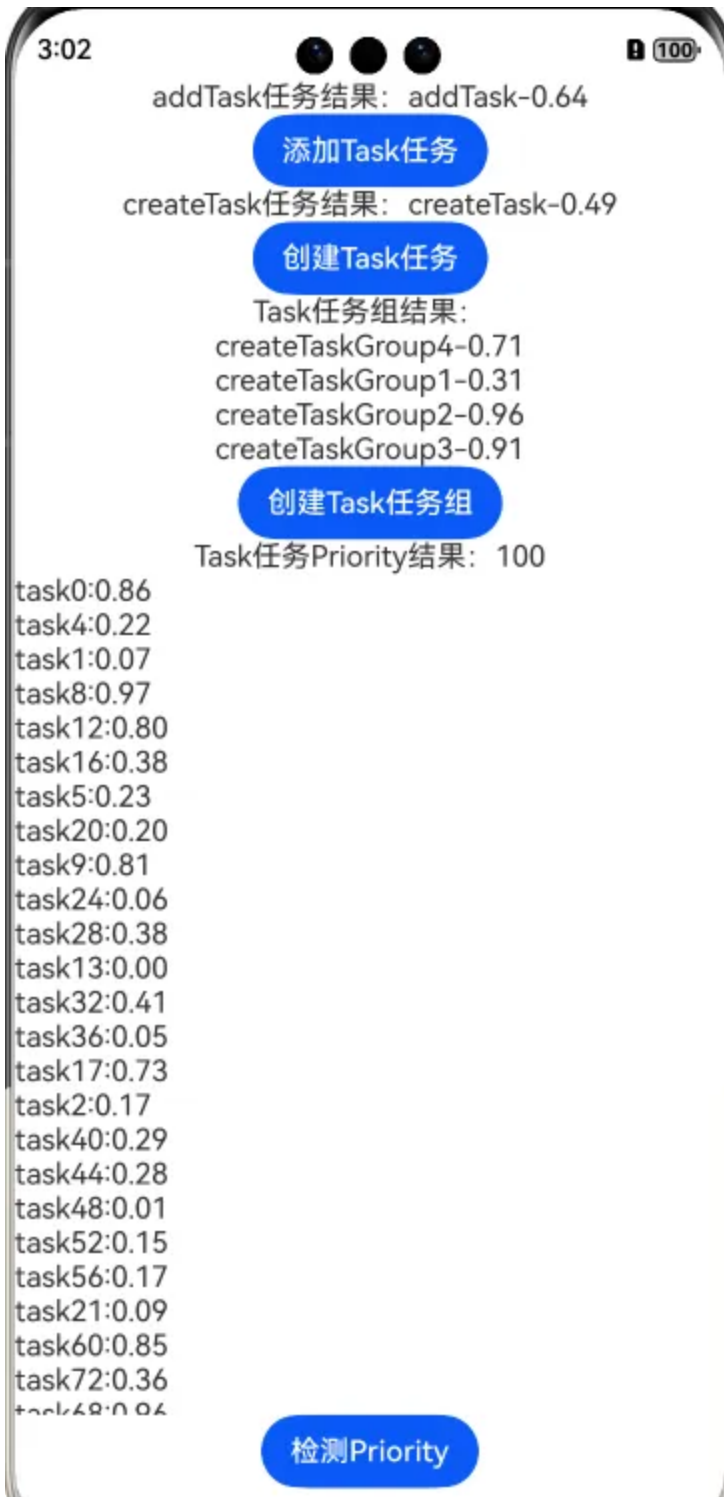 3:02
100
addTask任务结果：addTask-0.64
添加Task任务
createTask任务结果：createTask-0.49
创建Task任务
Task任务组结果：
createTaskGroup4-0.71
createTaskGroup1-0.31
createTaskGroup2-0.96
createTaskGroup3-0.91
创建Task任务组
Task任务Priority结果：100
task0:0.86
task4:0.22
task1:0.07
task8:0.97
task12:0.80
task16:0.38
task5:0.23
task20:0.20
task9:0.81
task24:0.06
task28:0.38
task13:0.00
task32:0.41
task36:0.05
task17:0.73
task2:0.17
task40:0.29
task44:0.28
task48:0.01
task52:0.15
task56:0.17
task21:0.09
task60:0.85
task72:0.36
task68:0.96
检测Priority